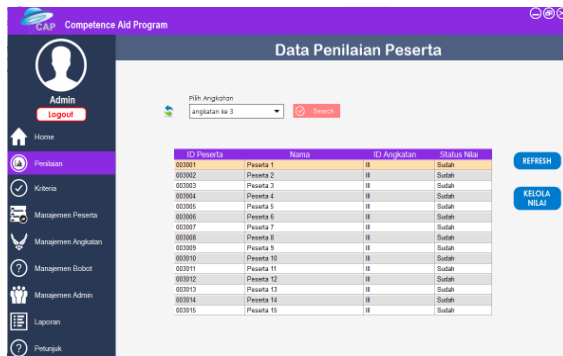 CAP Competence Aid Program
Data Penilaian Peserta
Admin
Logout
Home
Penilaian
Kriteria
Manajemen Peserta
Manajemen Angkatan
Manajemen Bobot
Manajemen Admin
Laporan
Petunjuk
Pilih Angkatan
angkatan ke 3
Search
ID Peserta Nama ID Angkatan Status Nilai
003001 Peserta 1 III Sudah
003002 Peserta 2 III Sudah
003003 Peserta 3 III Sudah
003004 Peserta 4 III Sudah
003005 Peserta 5 III Sudah
003006 Peserta 6 III Sudah
003007 Peserta 7 III Sudah
003008 Peserta 8 III Sudah
003009 Peserta 9 III Sudah
003010 Peserta 10 III Sudah
003011 Peserta 11 III Sudah
003012 Peserta 12 III Sudah
003013 Peserta 13 III Sudah
003014 Peserta 14 III Sudah
003015 Peserta 15 III Sudah
REFRESH
KELOLA
NILAI